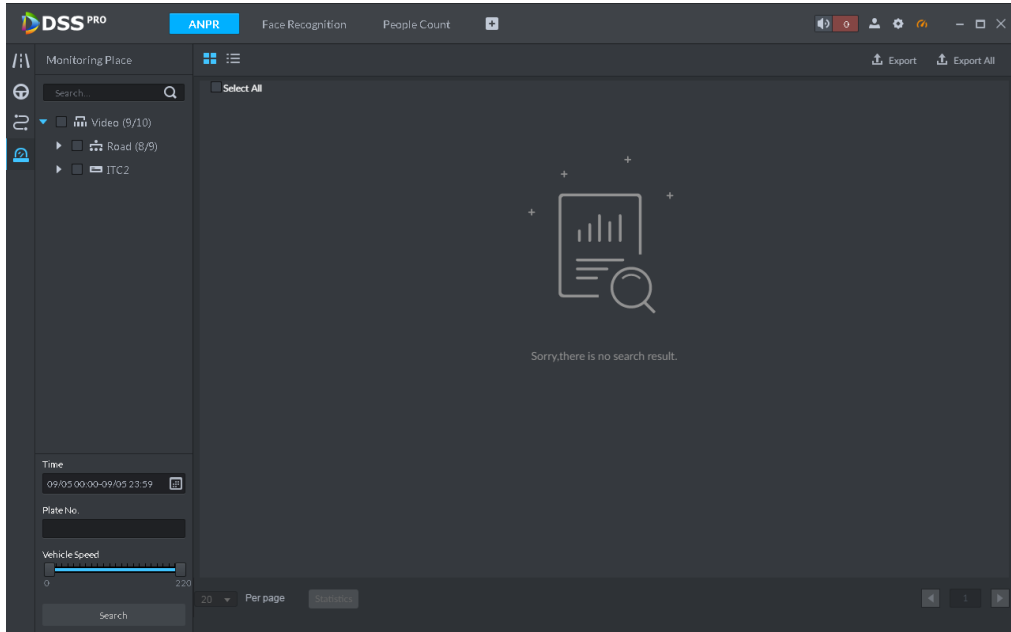 DSS PRO
ANPR
Face Recognition
People Count
0
Monitoring Place
Export
Export All
Search...
Select All
Video (9/10)
Road (8/9)
ITC2
Sorry,there is no search result.
Time
09/05 00:00-09/05 23:59
Plate No.
Vehicle Speed
0
220
20
Per page
Statistics
1
Search